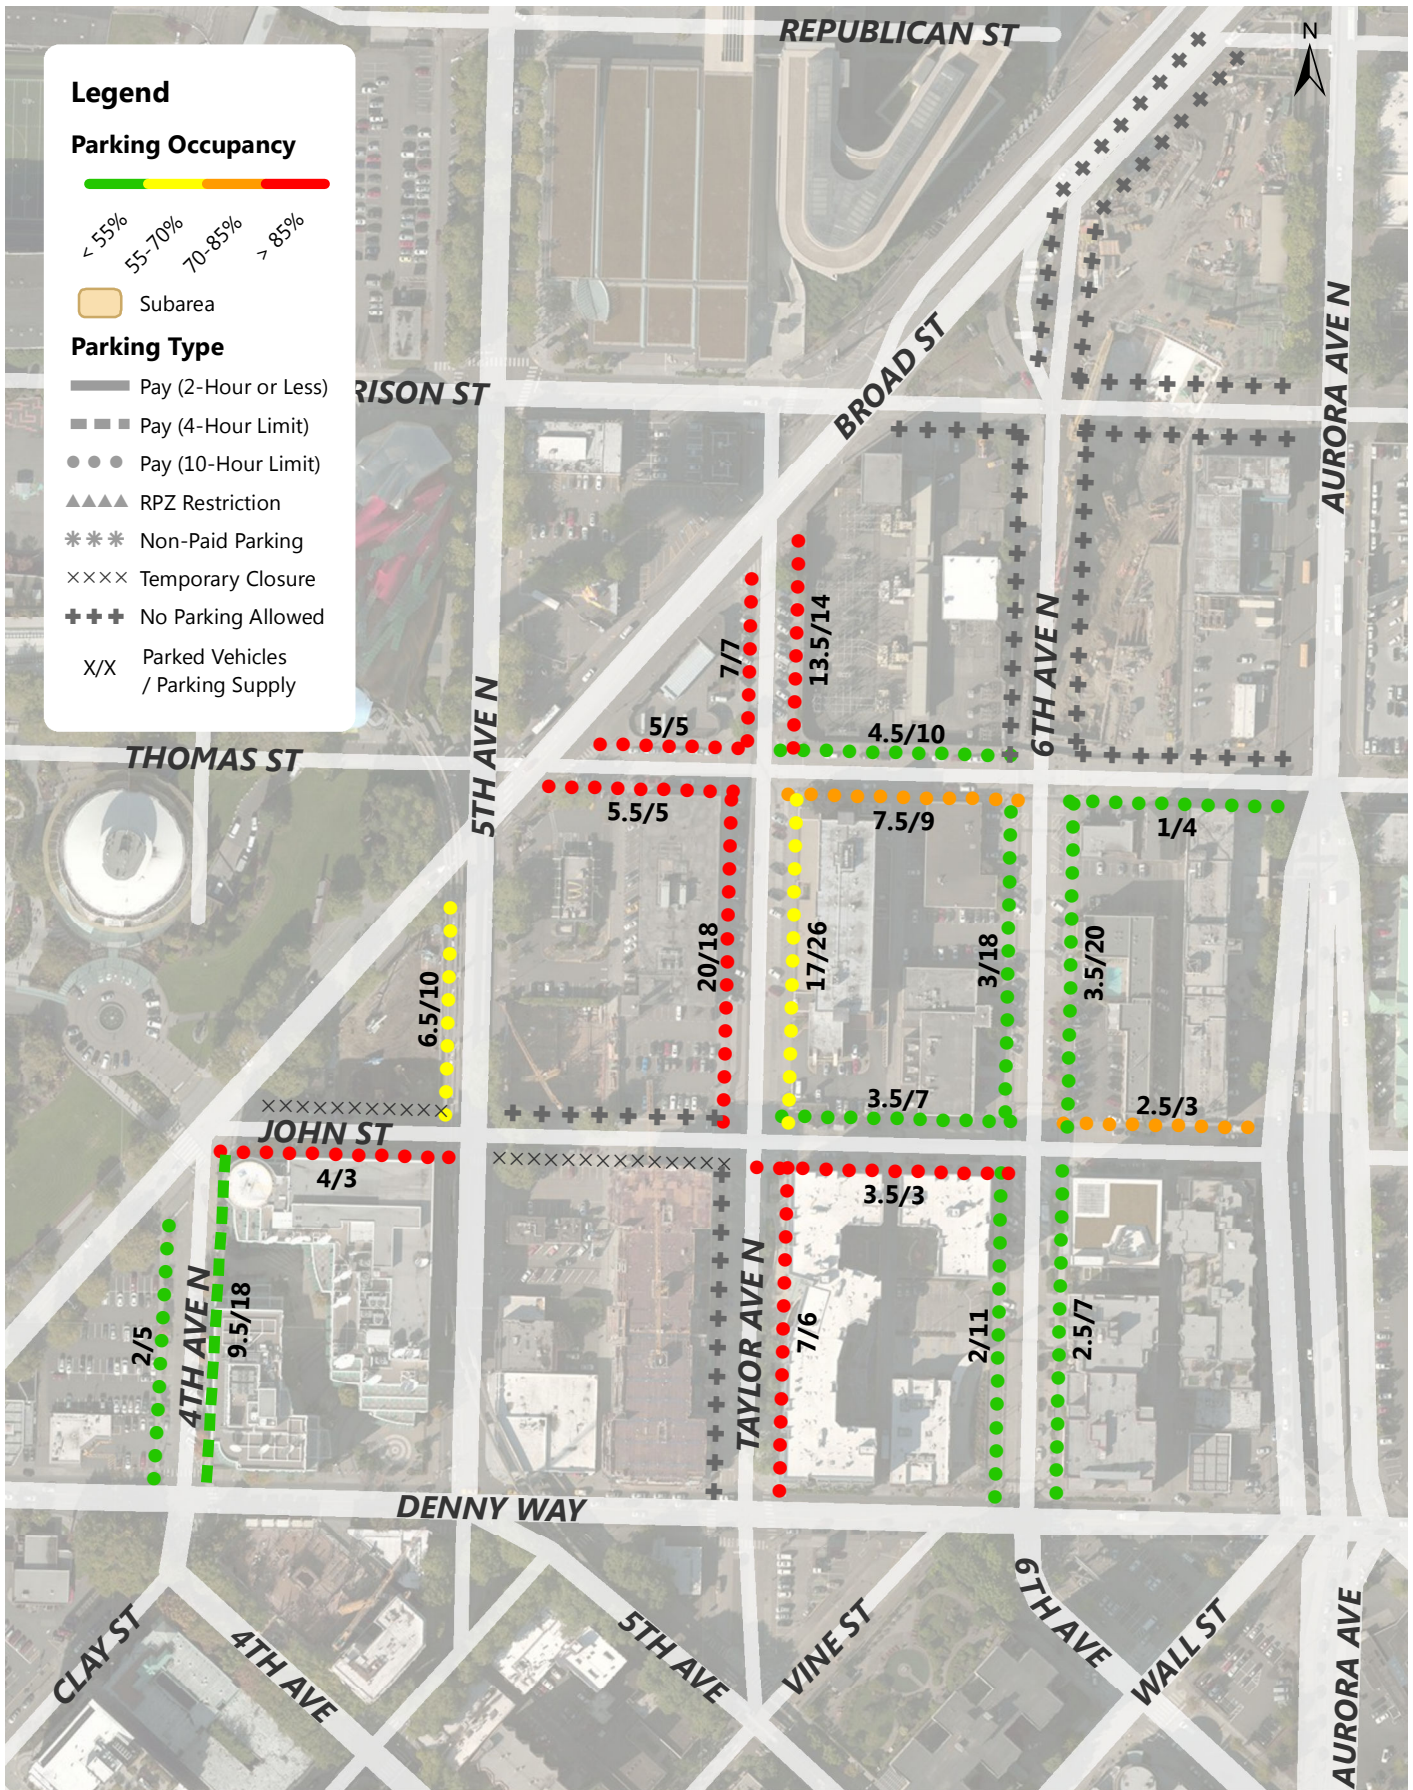 REPUBLICAN ST
N
Legend
Parking Occupancy
< 55%
55-70%
70-85%
> 85%
Subarea
Parking Type
Pay (2-Hour or Less)
Pay (4-Hour Limit)
Pay (10-Hour Limit)
RPZ Restriction
Non-Paid Parking
Temporary Closure
No Parking Allowed
X/X Parked Vehicles
/ Parking Supply
RISON ST
BROAD ST
AURORA AVE N
6TH AVE N
5TH AVE N
THOMAS ST
7/7
13.5/14
5/5
4.5/10
5.5/5
7.5/9
1/4
6.5/10
20/18
17/26
3/18
3.5/20
3.5/7
2.5/3
JOHN ST
4/3
3.5/3
2/5
4TH AVE N
9.5/18
TAYLOR AVE N
7/6
2/11
2.5/7
DENNY WAY
CLAY ST
4TH AVE
5TH AVE
VINE ST
6TH AVE
WALL ST
AURORA AVE